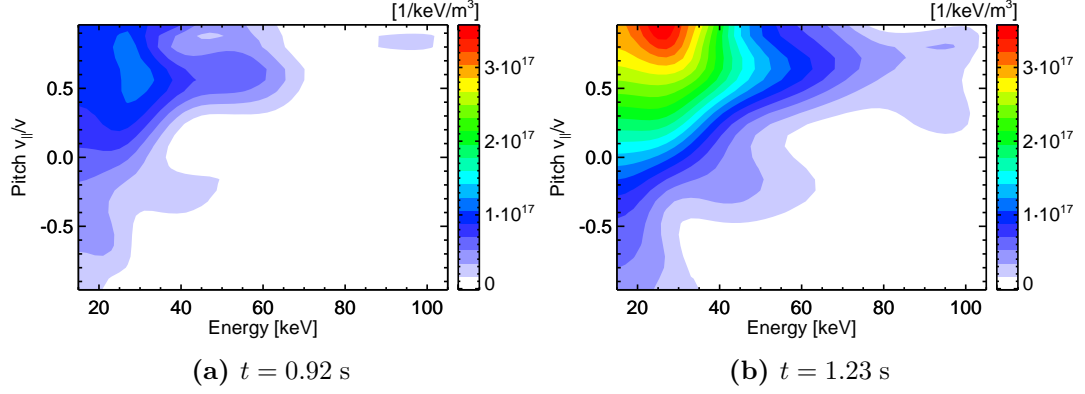 [1/keV/m³]
3·10¹⁷
2·10¹⁷
1·10¹⁷
0
0.5
0.0
-0.5
Pitch v||/v
20 40 60 80 100
Energy [keV]
(a) t = 0.92 s
[1/keV/m³]
3·10¹⁷
2·10¹⁷
1·10¹⁷
0
0.5
0.0
-0.5
Pitch v||/v
20 40 60 80 100
Energy [keV]
(b) t = 1.23 s